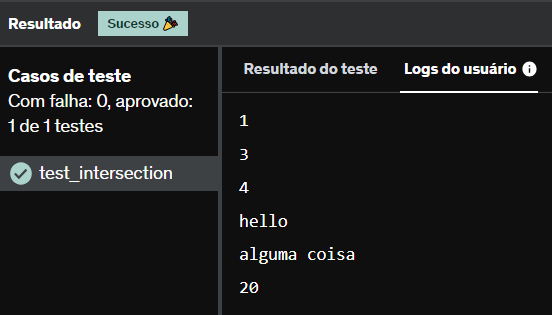 Resultado Sucesso 🎉
Casos de teste
Com falha: 0, aprovado:
1 de 1 testes
test_intersection
Resultado do teste Logs do usuário
1
3
4
hello
alguma coisa
20